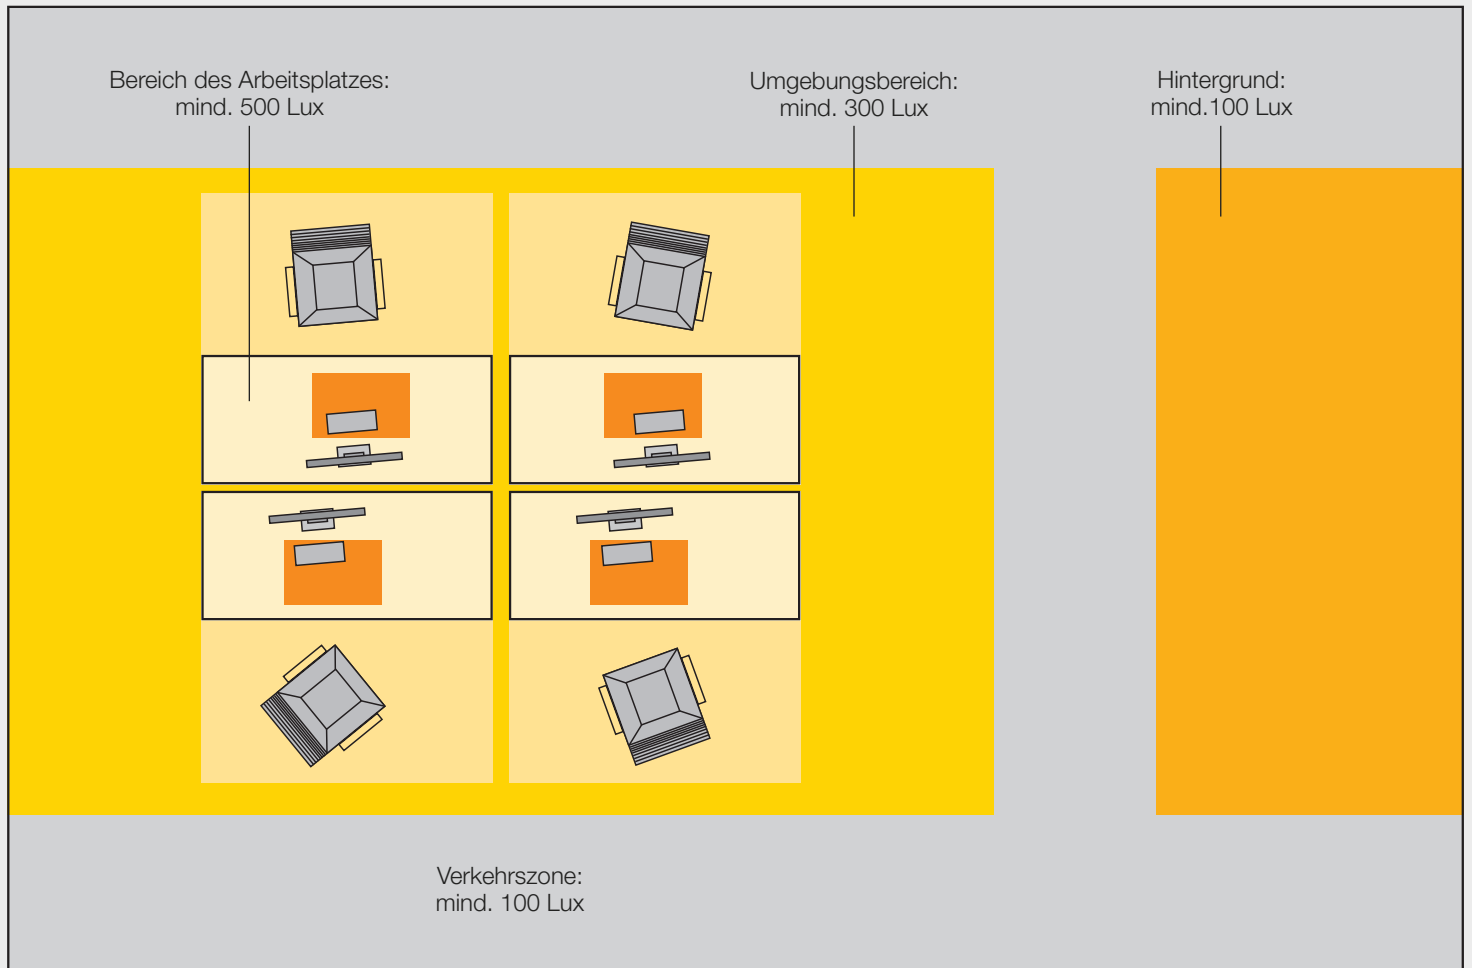 Bereich des Arbeitsplatzes:
mind. 500 Lux
Umgebungsbereich:
mind. 300 Lux
Hintergrund:
mind.100 Lux
Verkehrszone:
mind. 100 Lux